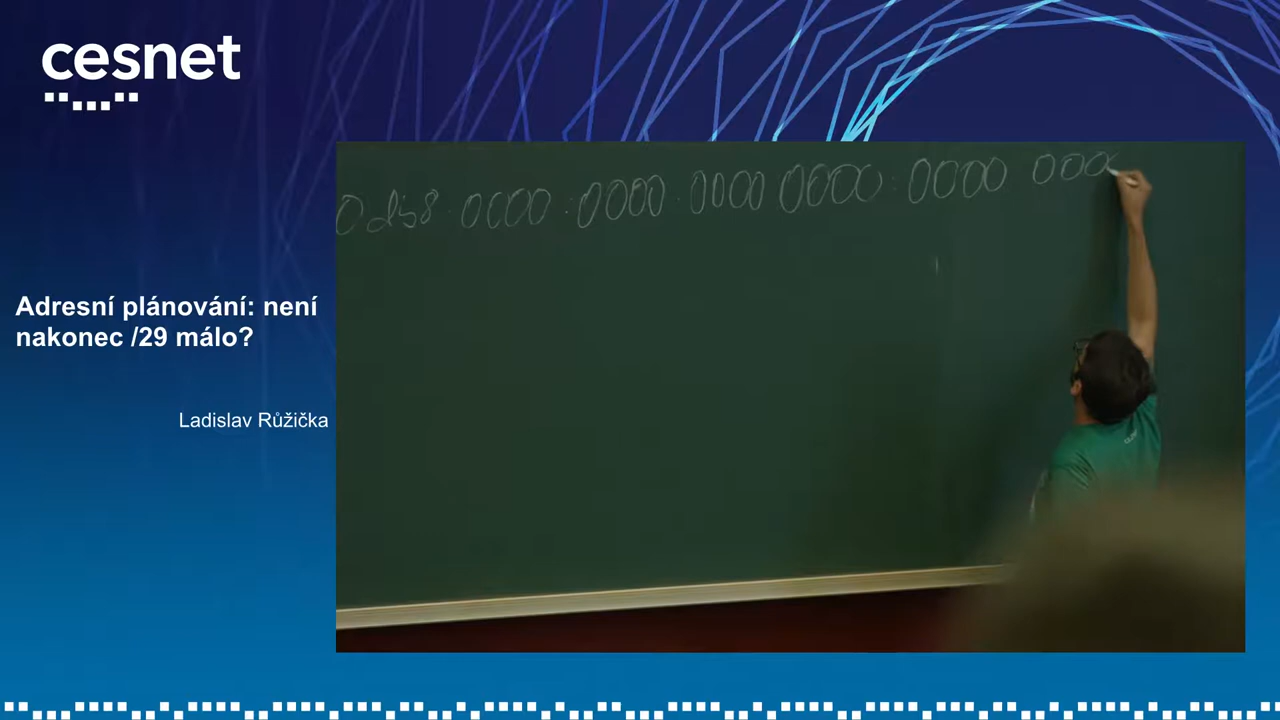 cesnet
Adresní plánování: není
nakonec /29 málo?
Ladislav Růžička
0db8:0000:0000:0000:0000:0000:000